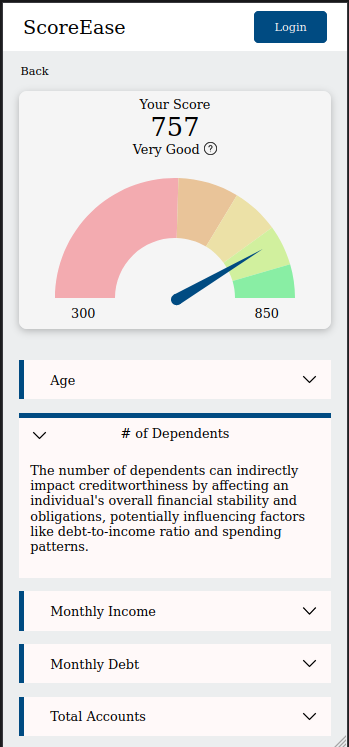 ScoreEase
Login
Back
Your Score
757
Very Good ?
300
850
Age
# of Dependents
The number of dependents can indirectly
impact creditworthiness by affecting an
individual's overall financial stability and
obligations, potentially influencing factors
like debt-to-income ratio and spending
patterns.
Monthly Income
Monthly Debt
Total Accounts